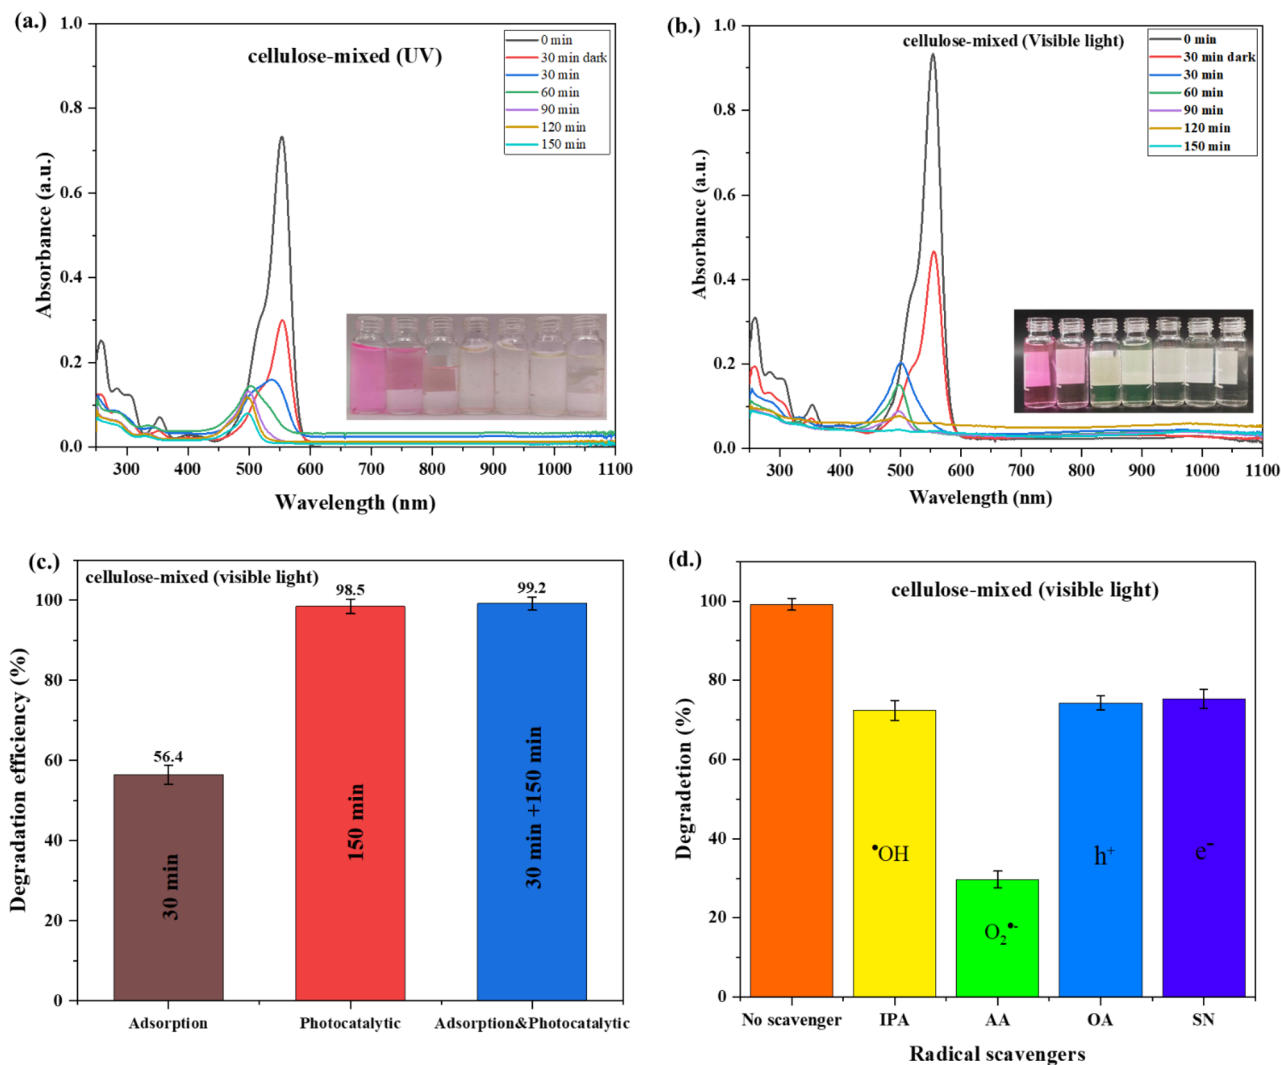 (a.)
cellulose-mixed (UV)
0 min
30 min dark
30 min
60 min
90 min
120 min
150 min
Absorbance (a.u.)
1.0
0.8
0.6
0.4
0.2
0.0
300 400 500 600 700 800 900 1000 1100
Wavelength (nm)
(b.)
cellulose-mixed (Visible light)
0 min
30 min dark
30 min
60 min
90 min
120 min
150 min
Absorbance (a.u.)
1.0
0.8
0.6
0.4
0.2
0.0
300 400 500 600 700 800 900 1000 1100
Wavelength (nm)
(c.)
cellulose-mixed (visible light)
Degradation efficiency (%)
100
80
60
40
20
0
56.4
98.5
99.2
30 min
150 min
30 min +150 min
Adsorption Photocatalytic Adsorption&Photocatalytic
(d.)
cellulose-mixed (visible light)
Degradetion (%)
100
80
60
40
20
0
•OH
O₂•-
h⁺
e⁻
No scavenger IPA AA OA SN
Radical scavengers